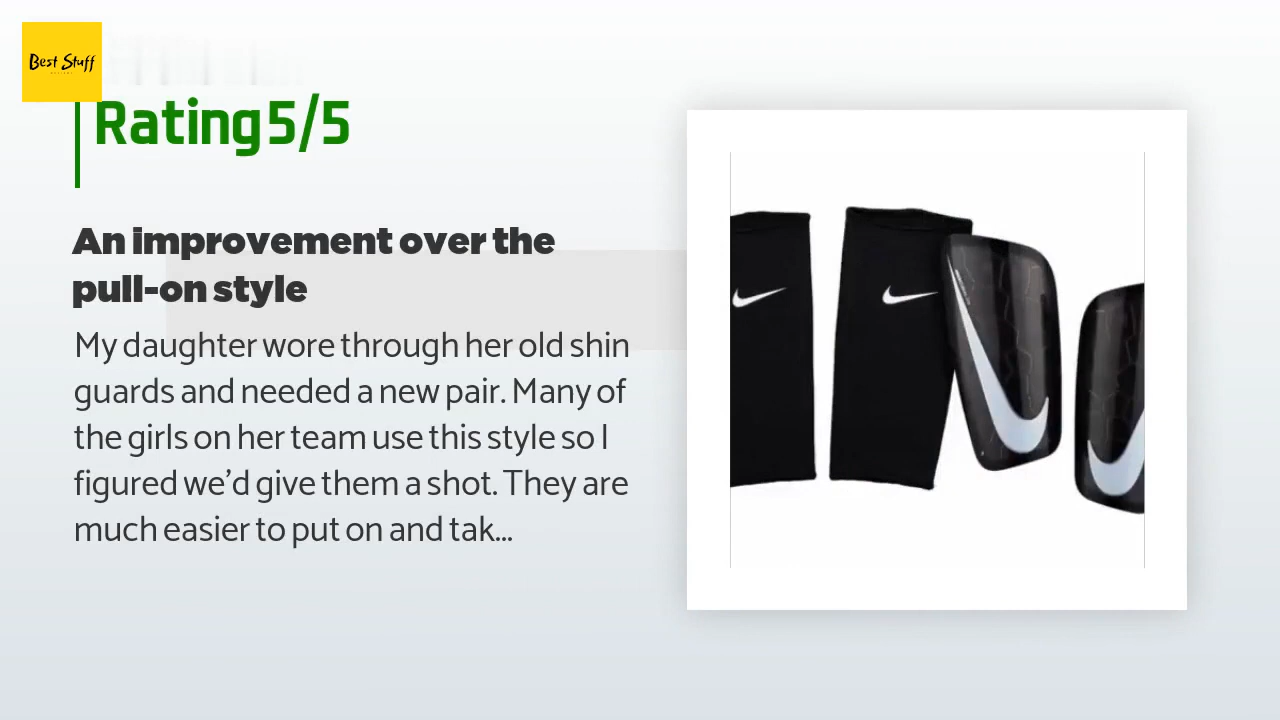 Best Stuff
Rating 5/5
An improvement over the
pull-on style
My daughter wore through her old shin
guards and needed a new pair. Many of
the girls on her team use this style so I
figured we'd give them a shot. They are
much easier to put on and tak...